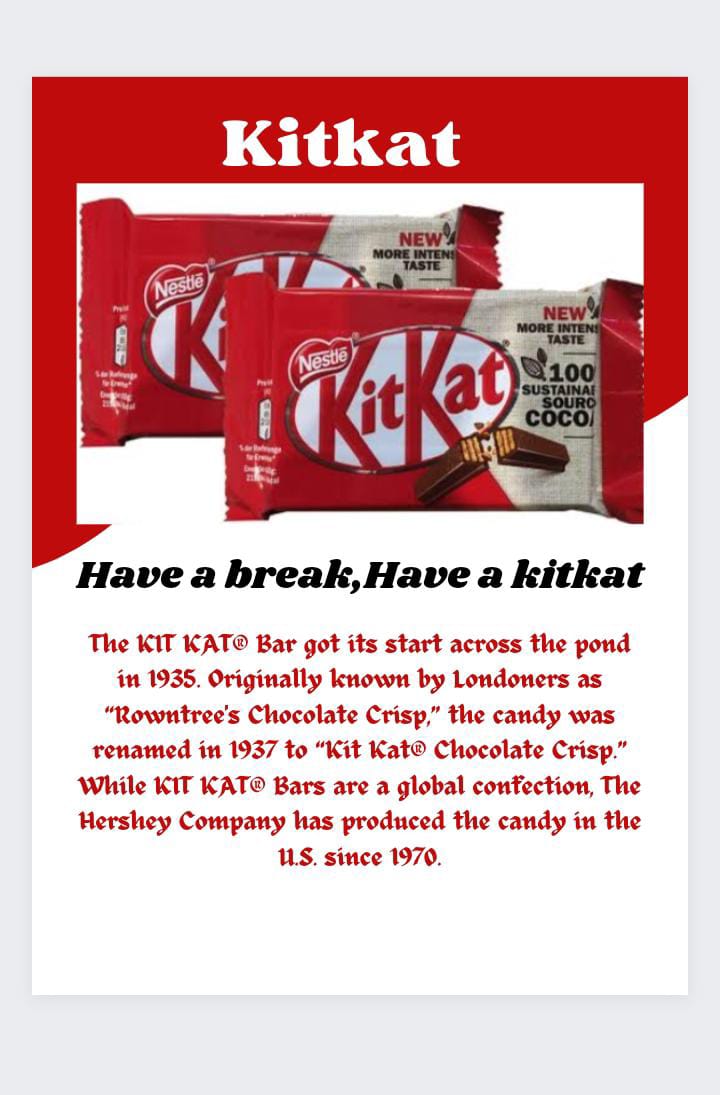 Kitkat
NEW
MORE INTENS
TASTE
Nestlé
Ki
NEW
MORE INTENS
TASTE
Nestlé
KitKat
100
SUSTAINAB
SOURC
COCOA
Have a break,Have a kitkat
The KIT KAT® Bar got its start across the pond
in 1935. Originally known by Londoners as
“Rowntree's Chocolate Crisp,” the candy was
renamed in 1937 to “Kit Kat® Chocolate Crisp.”
While KIT KAT® Bars are a global confection, The
Hershey Company has produced the candy in the
U.S. since 1970.